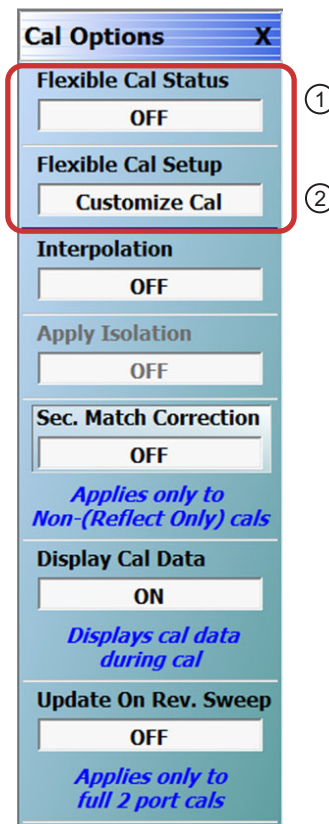 Cal Options X
Flexible Cal Status
OFF
①
Flexible Cal Setup
Customize Cal
②
Interpolation
OFF
Apply Isolation
OFF
Sec. Match Correction
OFF
Applies only to
Non-(Reflect Only) cals
Display Cal Data
ON
Displays cal data
during cal
Update On Rev. Sweep
OFF
Applies only to
full 2 port cals